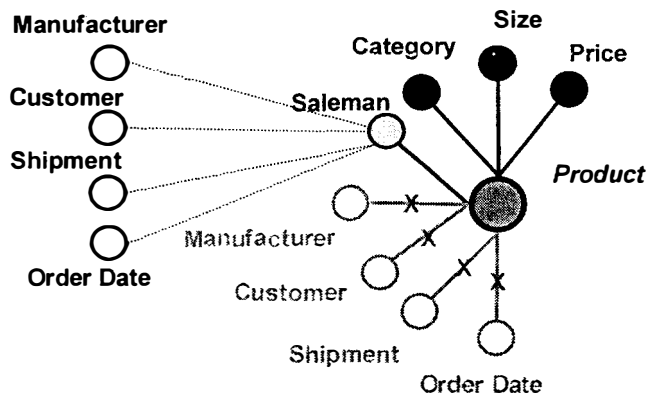 Manufacturer
Size
Category
Price
Customer
Saleman
Shipment
Product
Manufacturer
Order Date
Customer
Shipment
Order Date
X
X
X
X